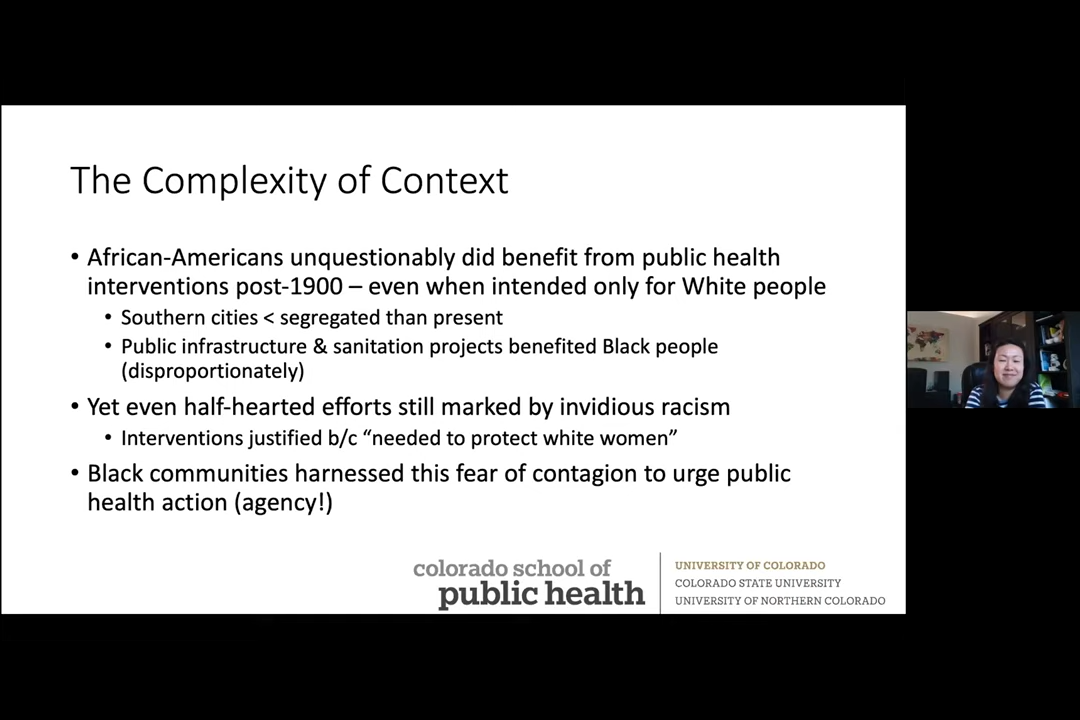 The Complexity of Context
• African-Americans unquestionably did benefit from public health
interventions post-1900 – even when intended only for White people
• Southern cities < segregated than present
• Public infrastructure & sanitation projects benefited Black people
(disproportionately)
• Yet even half-hearted efforts still marked by invidious racism
• Interventions justified b/c “needed to protect white women”
• Black communities harnessed this fear of contagion to urge public
health action (agency!)
colorado school of
public health
UNIVERSITY OF COLORADO
COLORADO STATE UNIVERSITY
UNIVERSITY OF NORTHERN COLORADO